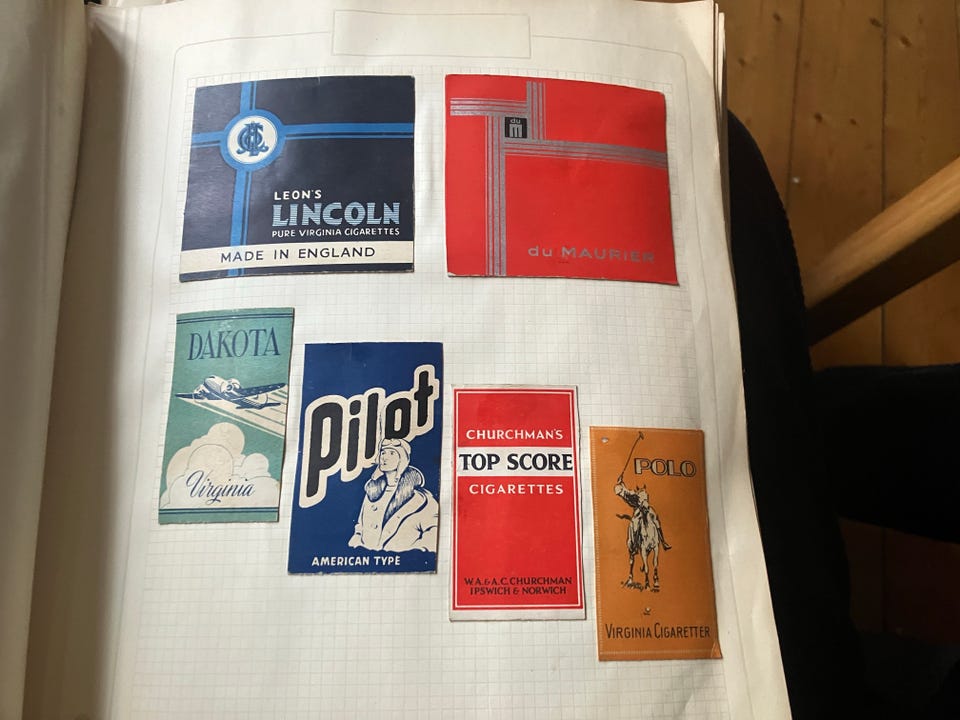 LEON'S
LINCOLN
PURE VIRGINIA CIGARETTES
MADE IN ENGLAND
du
m
du MAURIER
DAKOTA
Virginia
Pilot
AMERICAN TYPE
CHURCHMAN'S
TOP SCORE
CIGARETTES
W.A.& A.C. CHURCHMAN
IPSWICH & NORWICH
POLO
VIRGINIA CIGARETTER